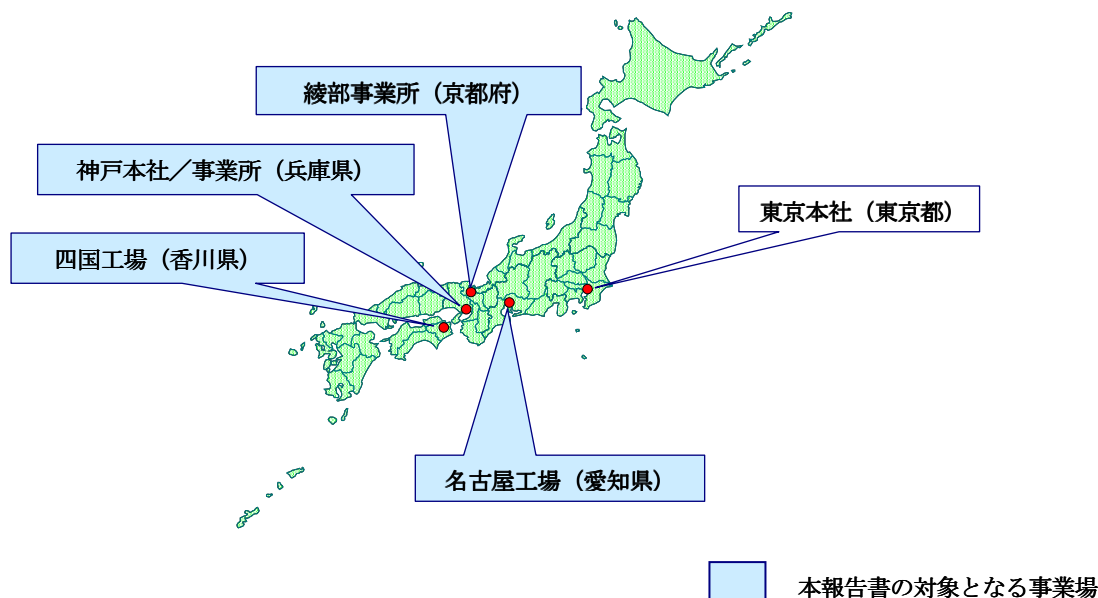 綾部事業所（京都府）
神戸本社／事業所（兵庫県）
東京本社（東京都）
四国工場（香川県）
名古屋工場（愛知県）
本報告書の対象となる事業場